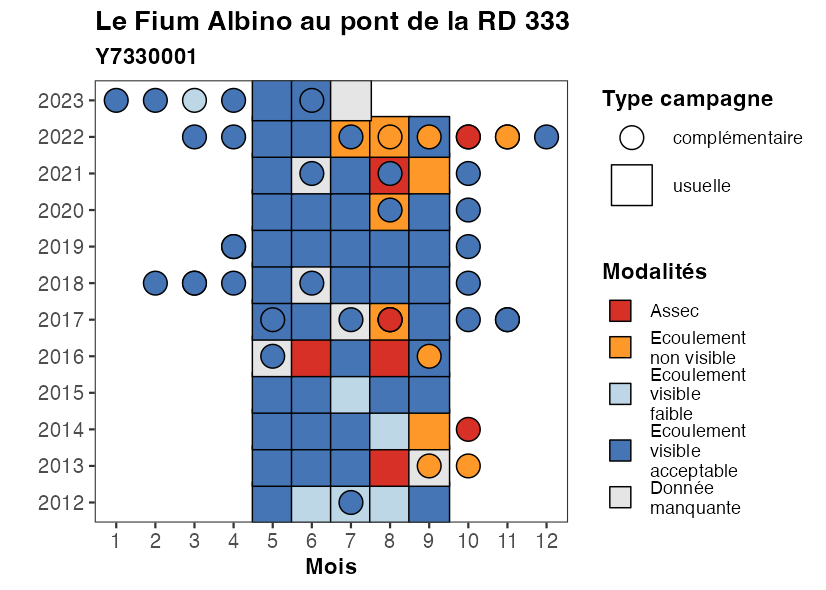 Le Fium Albino au pont de la RD 333
Y7330001
2023
2022
2021
2020
2019
2018
2017
2016
2015
2014
2013
2012
1 2 3 4 5 6 7 8 9 10 11 12
Mois
Type campagne
complémentaire
usuelle
Modalités
Assec
Ecoulement
non visible
Ecoulement
visible
faible
Ecoulement
visible
acceptable
Donnée
manquante